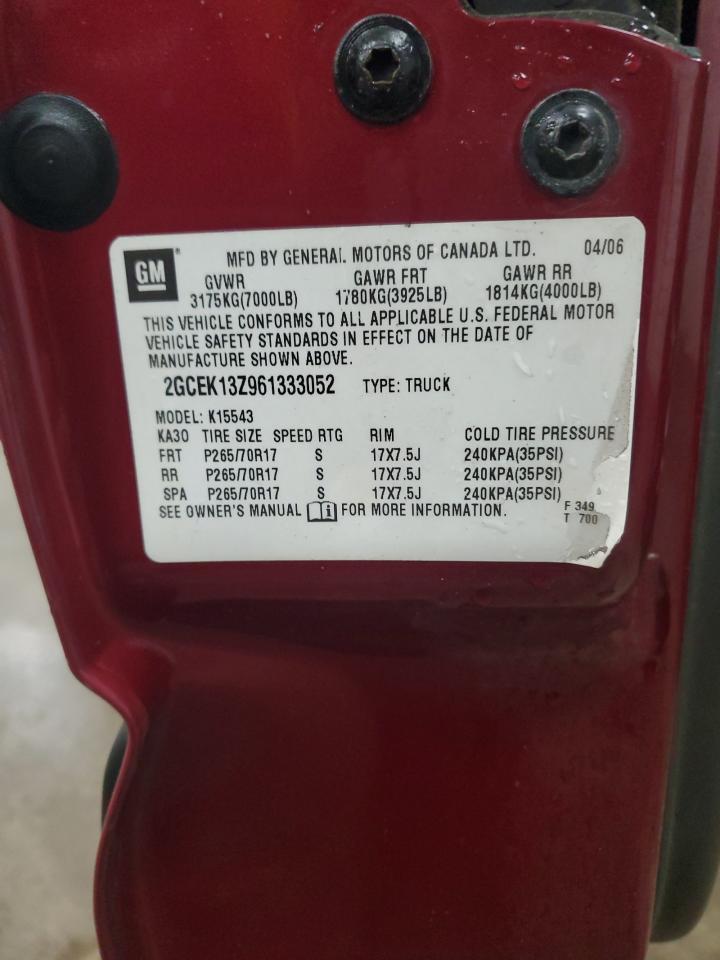 GM MFD BY GENERAL MOTORS OF CANADA LTD. 04/06
GVWR GAWR FRT GAWR RR
3175KG(7000LB) 1780KG(3925LB) 1814KG(4000LB)
THIS VEHICLE CONFORMS TO ALL APPLICABLE U.S. FEDERAL MOTOR
VEHICLE SAFETY STANDARDS IN EFFECT ON THE DATE OF
MANUFACTURE SHOWN ABOVE.
2GCEK13Z961333052 TYPE: TRUCK
MODEL: K15543
KA30 TIRE SIZE SPEED RTG RIM COLD TIRE PRESSURE
FRT P265/70R17 S 17X7.5J 240KPA(35PSI)
RR P265/70R17 S 17X7.5J 240KPA(35PSI)
SPA P265/70R17 S 17X7.5J 240KPA(35PSI)
SEE OWNER'S MANUAL i FOR MORE INFORMATION.
F 349
T 700